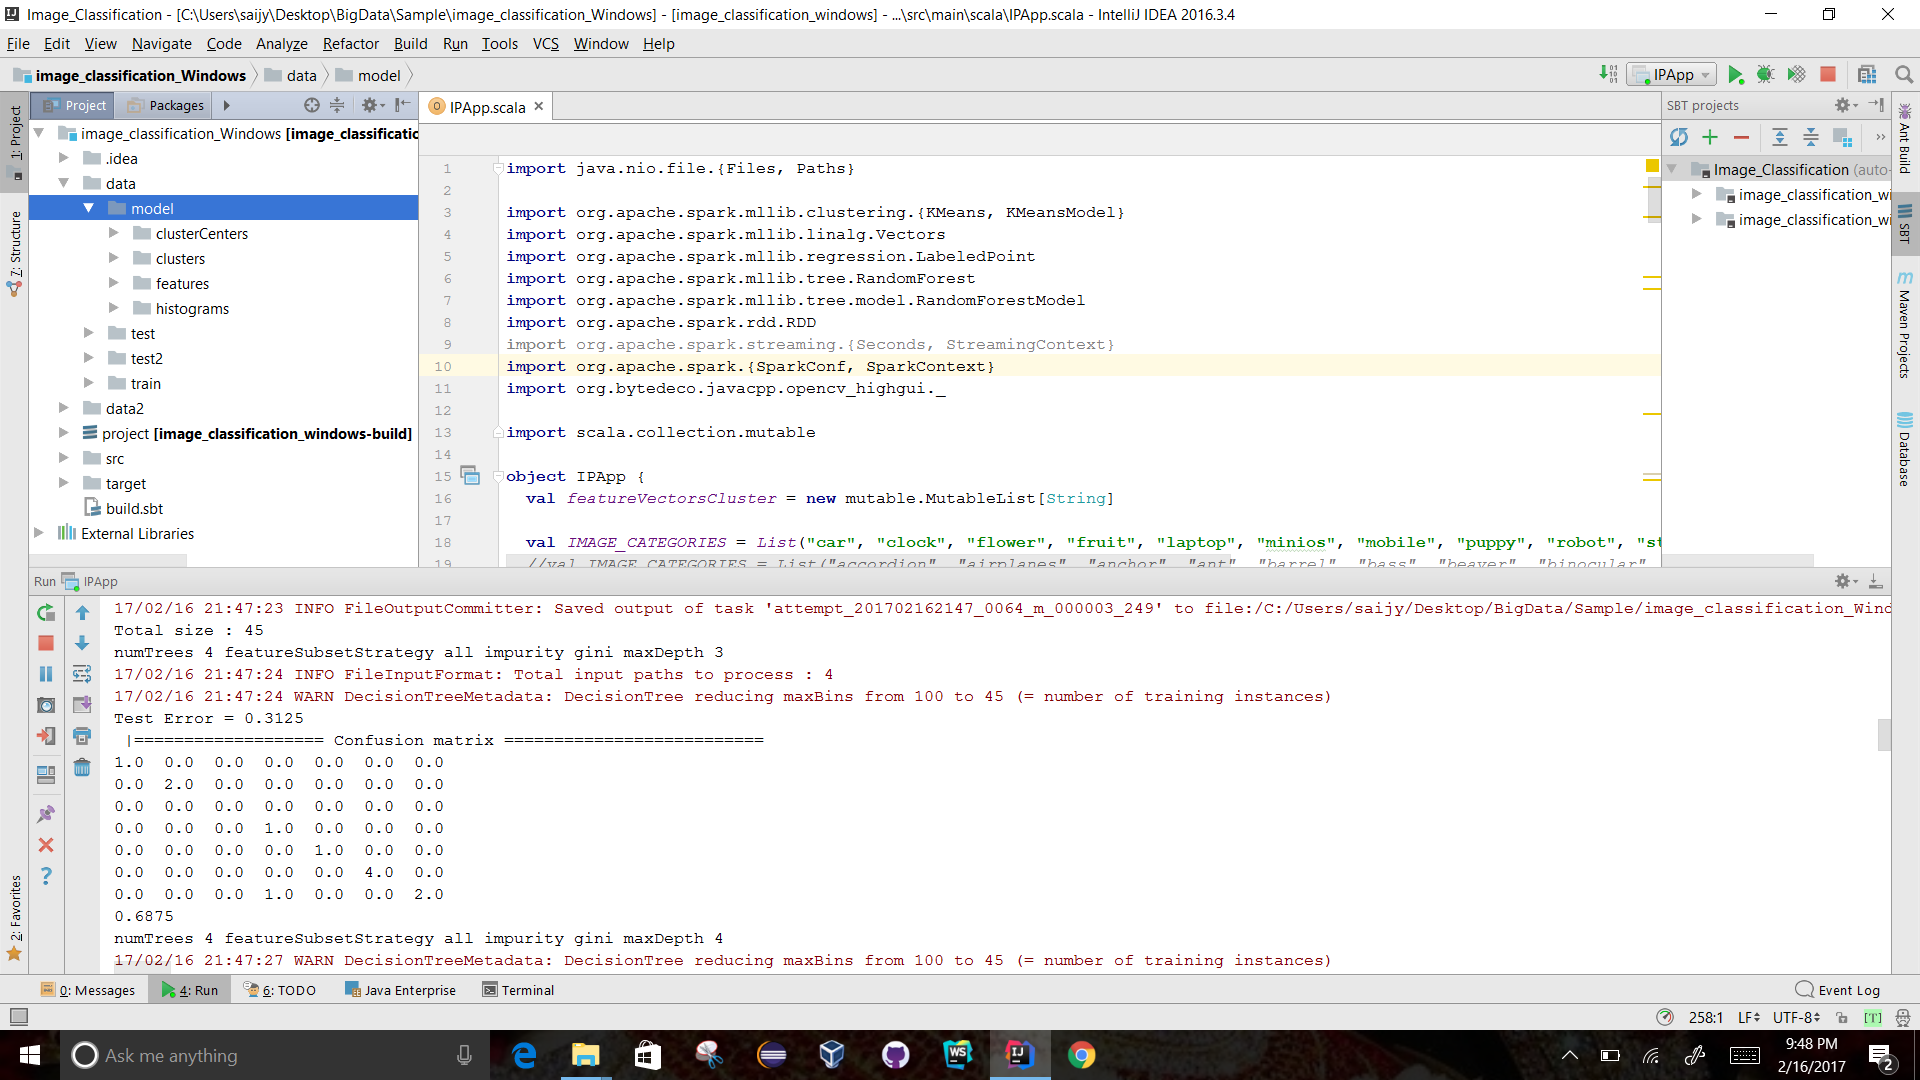 Image_Classification - [C:\Users\saijy\Desktop\BigData\Sample\image_classification_Windows] - [image_classification_windows] - ...\src\main\scala\IPApp.scala - IntelliJ IDEA 2016.3.4
File Edit View Navigate Code Analyze Refactor Build Run Tools VCS Window Help
image_classification_Windows data model
IPApp
Project Packages
IPApp.scala
SBT projects
1: Project
7: Structure
2: Favorites
image_classification_Windows [image_classificatic
.idea
data
model
clusterCenters
clusters
features
histograms
test
test2
train
data2
project [image_classification_windows-build]
src
target
build.sbt
External Libraries
1 import java.nio.file.{Files, Paths}
2
3 import org.apache.spark.mllib.clustering.{KMeans, KMeansModel}
4 import org.apache.spark.mllib.linalg.Vectors
5 import org.apache.spark.mllib.regression.LabeledPoint
6 import org.apache.spark.mllib.tree.RandomForest
7 import org.apache.spark.mllib.tree.model.RandomForestModel
8 import org.apache.spark.rdd.RDD
9 import org.apache.spark.streaming.{Seconds, StreamingContext}
10 import org.apache.spark.{SparkConf, SparkContext}
11 import org.bytedeco.javacpp.opencv_highgui._
12
13 import scala.collection.mutable
14
15 object IPApp {
16 val featureVectorsCluster = new mutable.MutableList[String]
17
18 val IMAGE_CATEGORIES = List("car", "clock", "flower", "fruit", "laptop", "minios", "mobile", "puppy", "robot", "st
19 //val IMAGE_CATEGORIES = List("accordion", "airplanes", "anchor", "ant", "barrel", "bass", "beaver", "binocular"
Image_Classification (auto-
image_classification_wi
image_classification_wi
Ant Build
SBT
Maven Projects
Database
Run IPApp
17/02/16 21:47:23 INFO FileOutputCommitter: Saved output of task 'attempt_201702162147_0064_m_000003_249' to file:/C:/Users/saijy/Desktop/BigData/Sample/image_classification_Wind
Total size : 45
numTrees 4 featureSubsetStrategy all impurity gini maxDepth 3
17/02/16 21:47:24 INFO FileInputFormat: Total input paths to process : 4
17/02/16 21:47:24 WARN DecisionTreeMetadata: DecisionTree reducing maxBins from 100 to 45 (= number of training instances)
Test Error = 0.3125
|=================== Confusion matrix ==========================
1.0 0.0 0.0 0.0 0.0 0.0 0.0
0.0 2.0 0.0 0.0 0.0 0.0 0.0
0.0 0.0 0.0 0.0 0.0 0.0 0.0
0.0 0.0 0.0 1.0 0.0 0.0 0.0
0.0 0.0 0.0 0.0 1.0 0.0 0.0
0.0 0.0 0.0 0.0 0.0 4.0 0.0
0.0 0.0 0.0 1.0 0.0 0.0 2.0
0.6875
numTrees 4 featureSubsetStrategy all impurity gini maxDepth 4
17/02/16 21:47:27 WARN DecisionTreeMetadata: DecisionTree reducing maxBins from 100 to 45 (= number of training instances)
0: Messages 4: Run 6: TODO Java Enterprise Terminal Event Log
258:1 LF UTF-8 [T]
Ask me anything
WS
IJ
9:48 PM
2/16/2017
2